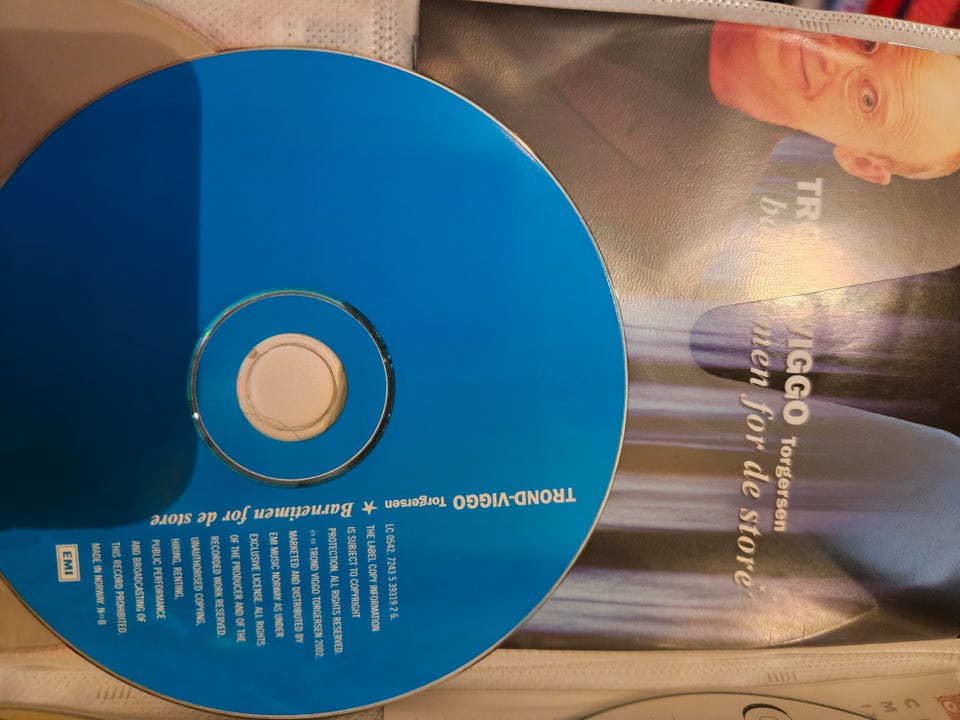 TROND-VIGGO Torgersen ★ Barnetimen for de store
LC 0542. 7243 5 39319 2 6.
THE LABEL COPY INFORMATION
IS SUBJECT TO COPYRIGHT
PROTECTION. ALL RIGHTS RESERVED.
℗ © TROND VIGGO TORGERSEN 2002.
MARKETED AND DISTRIBUTED BY
EMI MUSIC NORWAY AS UNDER
EXCLUSIVE LICENSE. ALL RIGHTS
OF THE PRODUCER AND OF THE
RECORDED WORK RESERVED.
UNAUTHORISED COPYING,
HIRING, RENTING,
PUBLIC PERFORMANCE
AND BROADCASTING OF
THIS RECORD PROHIBITED.
MADE IN NORWAY.
EMI
VIGGO Torgersen
for de store